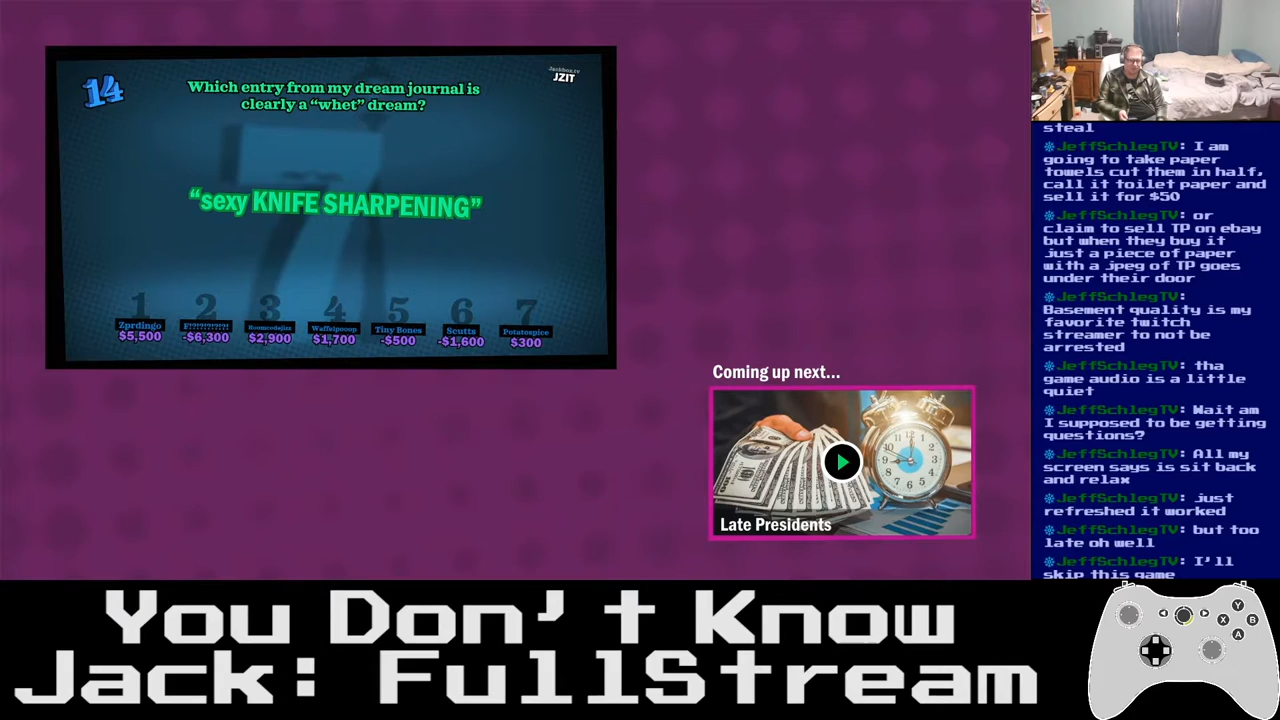 14
Which entry from my dream journal is
clearly a “whet” dream?
Jackbox.tv
JZIT
“sexy KNIFE SHARPENING”
1 2 3 4 5 6 7
Zprdingo
$5,500
-$6,300
$2,900
Waffelpooop
$1,700
Tiny Bones
-$500
Scutts
-$1,600
Potatospice
$300
Coming up next...
Late Presidents
steal
JeffSchlegTV: I am
going to take paper
towels cut them in half,
call it toilet paper and
sell it for $50
JeffSchlegTV: or
claim to sell TP on ebay
but when they buy it
just a piece of paper
with a jpeg of TP goes
under their door
JeffSchlegTV:
Basement quality is my
favorite twitch
streamer to not be
arrested
JeffSchlegTV: tha
game audio is a little
quiet
JeffSchlegTV: Wait am
I supposed to be getting
questions?
JeffSchlegTV: All my
screen says is sit back
and relax
JeffSchlegTV: just
refreshed it worked
JeffSchlegTV: but too
late oh well
JeffSchlegTV: I'll
skip this game
You Don't Know
Jack: FullStream
Y
X B
A